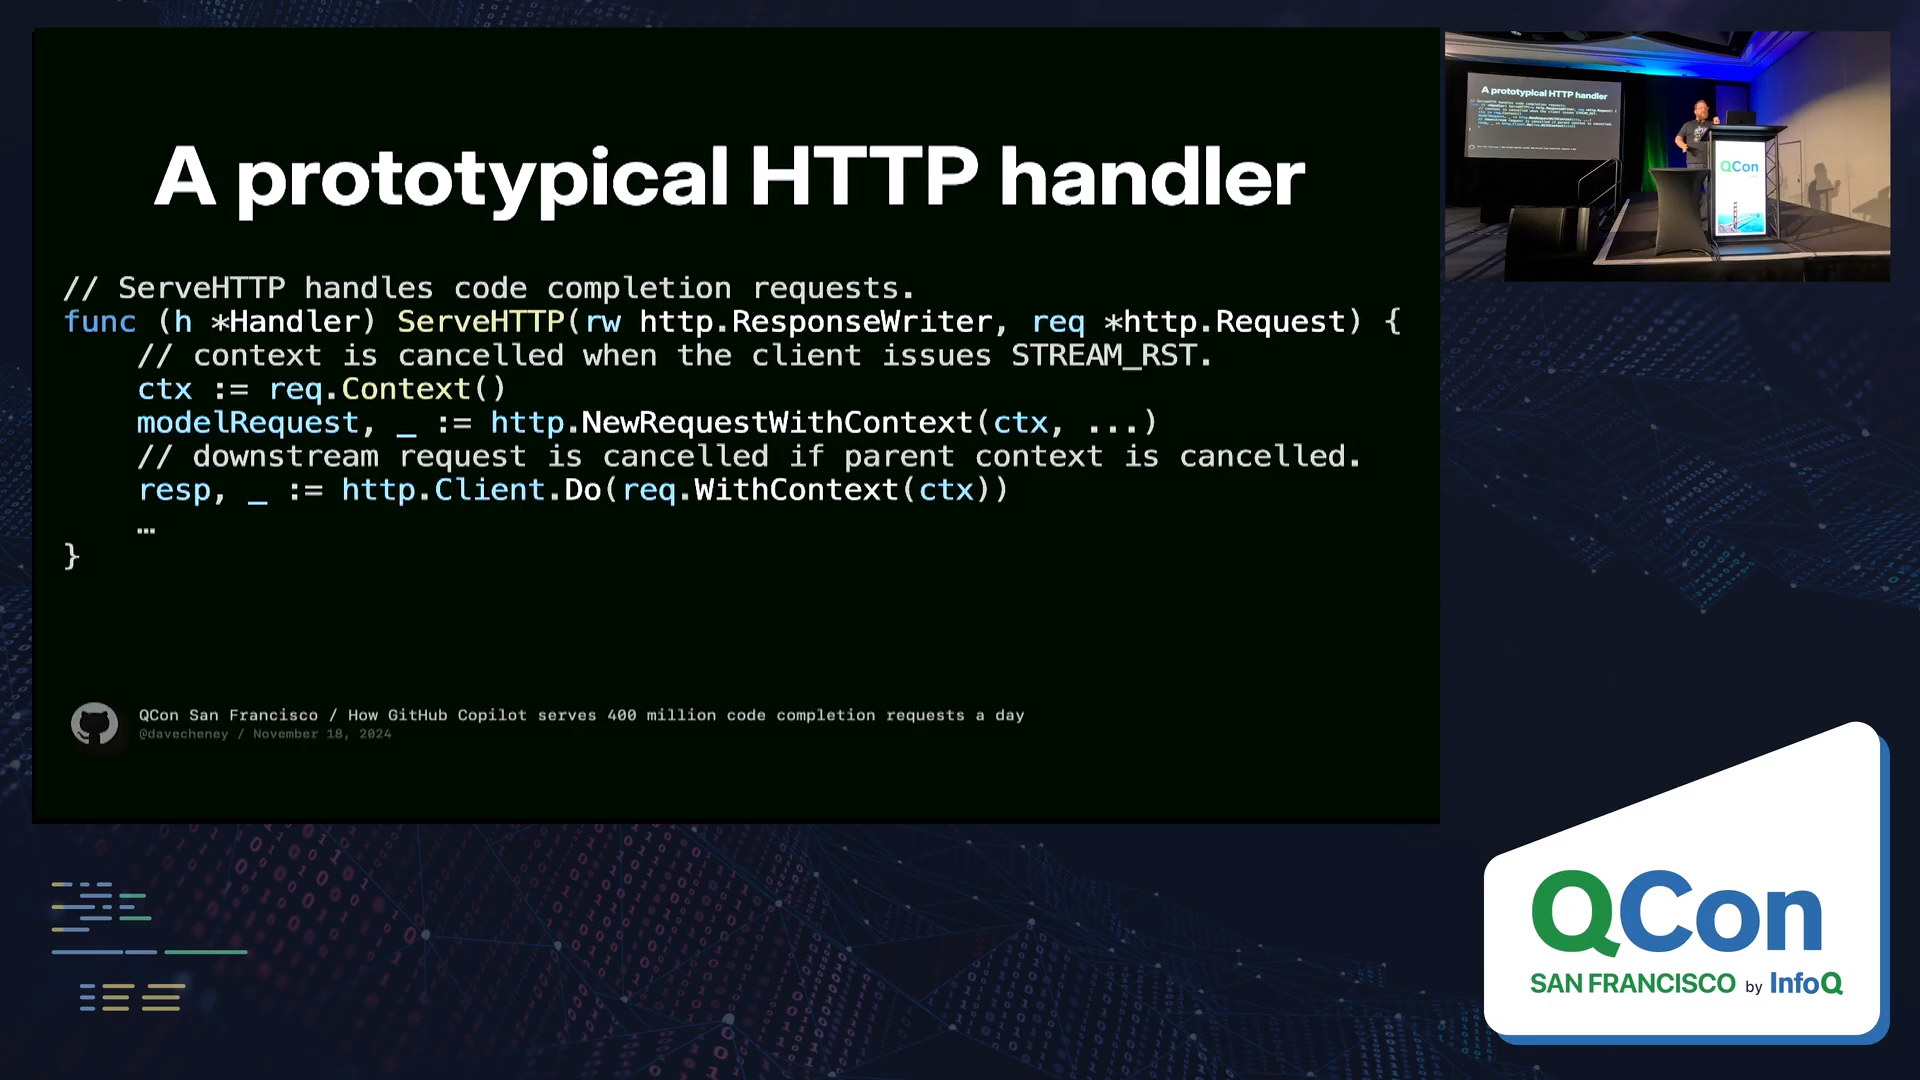 A prototypical HTTP handler
// ServeHTTP handles code completion requests.
func (h *Handler) ServeHTTP(rw http.ResponseWriter, req *http.Request) {
// context is cancelled when the client issues STREAM_RST.
ctx := req.Context()
modelRequest, _ := http.NewRequestWithContext(ctx, ...)
// downstream request is cancelled if parent context is cancelled.
resp, _ := http.Client.Do(req.WithContext(ctx))
…
}
QCon San Francisco / How GitHub Copilot serves 400 million code completion requests a day
@davecheney / November 18, 2024
A prototypical HTTP handler
QCon
QCon
SAN FRANCISCO by InfoQ